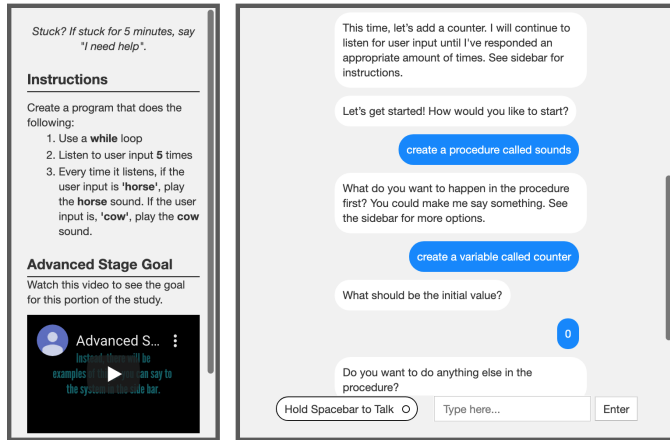 Stuck? If stuck for 5 minutes, say
"I need help".
Instructions
Create a program that does the
following:
1. Use a while loop
2. Listen to user input 5 times
3. Every time it listens, if the
user input is 'horse', play
the horse sound. If the user
input is, 'cow', play the cow
sound.
Advanced Stage Goal
Watch this video to see the goal
for this portion of the study.
Advanced S...
Instead, there will be
examples of can say to
the system in the side bar.
This time, let's add a counter. I will continue to
listen for user input until I've responded an
appropriate amount of times. See sidebar for
instructions.
Let's get started! How would you like to start?
create a procedure called sounds
What do you want to happen in the procedure
first? You could make me say something. See
the sidebar for more options.
create a variable called counter
What should be the initial value?
0
Do you want to do anything else in the
procedure?
Hold Spacebar to Talk
Type here...
Enter